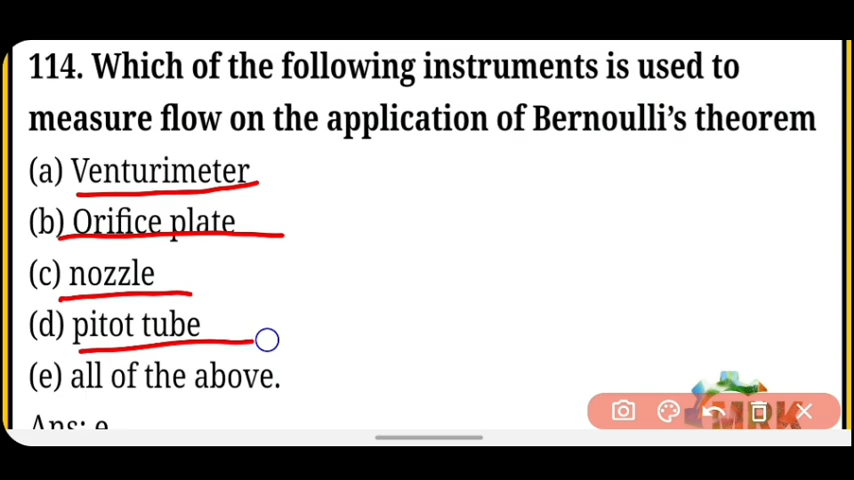 114. Which of the following instruments is used to
measure flow on the application of Bernoulli’s theorem
(a) Venturimeter
(b) Orifice plate
(c) nozzle
(d) pitot tube
(e) all of the above.
Ans: e
MRK